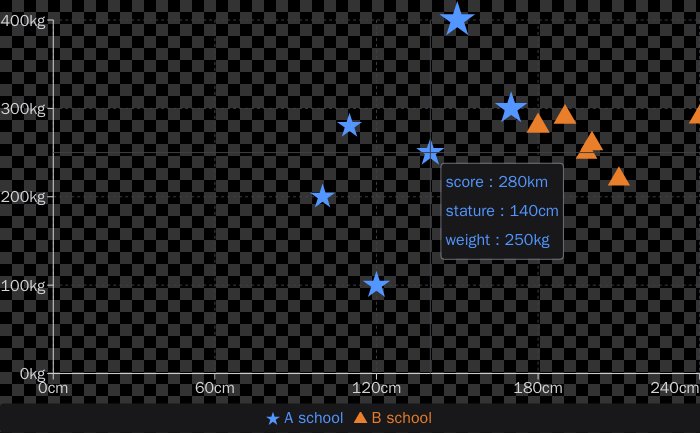 400kg
300kg
200kg
100kg
0kg
0cm 60cm 120cm 180cm 240cm
score : 280km
stature : 140cm
weight : 250kg
A school B school